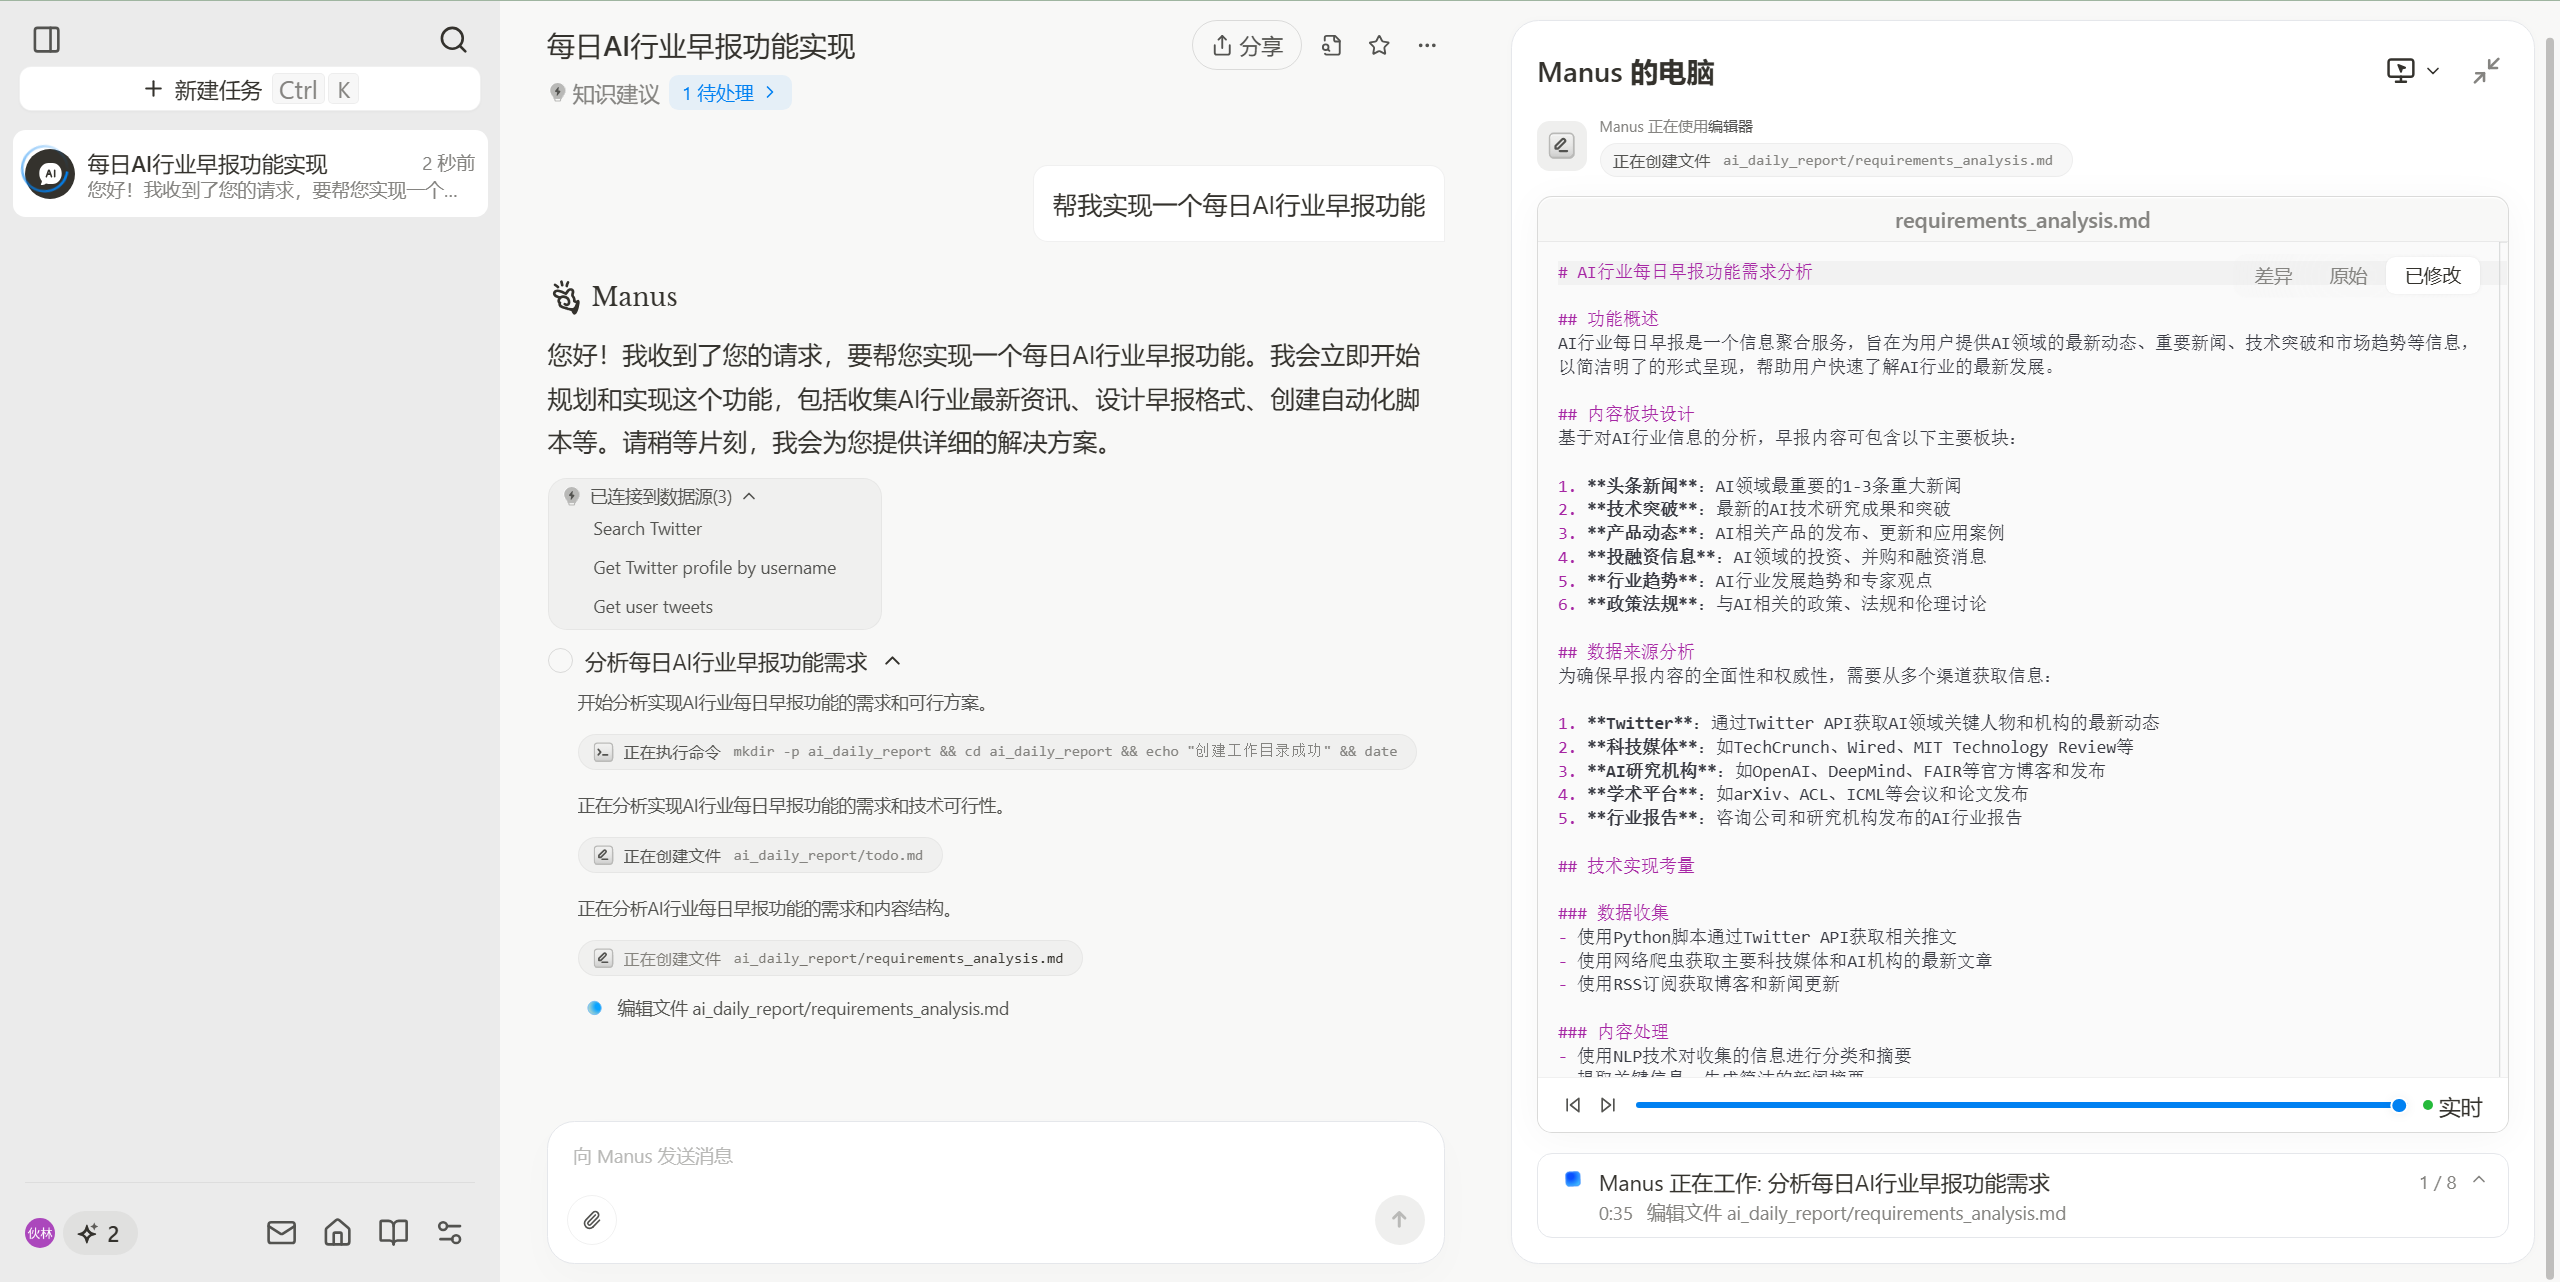 新建任务 Ctrl K
每日AI行业早报功能实现
2 秒前
您好！我收到了您的请求，要帮您实现一个...
伙林
2
每日AI行业早报功能实现
分享
知识建议
1 待处理
帮我实现一个每日AI行业早报功能
Manus
您好！我收到了您的请求，要帮您实现一个每日AI行业早报功能。我会立即开始
规划和实现这个功能，包括收集AI行业最新资讯、设计早报格式、创建自动化脚
本等。请稍等片刻，我会为您提供详细的解决方案。
已连接到数据源(3)
Search Twitter
Get Twitter profile by username
Get user tweets
分析每日AI行业早报功能需求
开始分析实现AI行业每日早报功能的需求和可行方案。
正在执行命令 mkdir -p ai_daily_report && cd ai_daily_report && echo "创建工作目录成功" && date
正在分析实现AI行业每日早报功能的需求和技术可行性。
正在创建文件 ai_daily_report/todo.md
正在分析AI行业每日早报功能的需求和内容结构。
正在创建文件 ai_daily_report/requirements_analysis.md
编辑文件 ai_daily_report/requirements_analysis.md
向 Manus 发送消息
Manus 的电脑
Manus 正在使用编辑器
正在创建文件 ai_daily_report/requirements_analysis.md
requirements_analysis.md
差异 原始 已修改
# AI行业每日早报功能需求分析
## 功能概述
AI行业每日早报是一个信息聚合服务，旨在为用户提供AI领域的最新动态、重要新闻、技术突破和市场趋势等信息，
以简洁明了的形式呈现，帮助用户快速了解AI行业的最新发展。
## 内容板块设计
基于对AI行业信息的分析，早报内容可包含以下主要板块：
1. **头条新闻**：AI领域最重要的1-3条重大新闻
2. **技术突破**：最新的AI技术研究成果和突破
3. **产品动态**：AI相关产品的发布、更新和应用案例
4. **投融资信息**：AI领域的投资、并购和融资消息
5. **行业趋势**：AI行业发展趋势和专家观点
6. **政策法规**：与AI相关的政策、法规和伦理讨论
## 数据来源分析
为确保早报内容的全面性和权威性，需要从多个渠道获取信息：
1. **Twitter**：通过Twitter API获取AI领域关键人物和机构的最新动态
2. **科技媒体**：如TechCrunch、Wired、MIT Technology Review等
3. **AI研究机构**：如OpenAI、DeepMind、FAIR等官方博客和发布
4. **学术平台**：如arXiv、ACL、ICML等会议和论文发布
5. **行业报告**：咨询公司和研究机构发布的AI行业报告
## 技术实现考量
### 数据收集
- 使用Python脚本通过Twitter API获取相关推文
- 使用网络爬虫获取主要科技媒体和AI机构的最新文章
- 使用RSS订阅获取博客和新闻更新
### 内容处理
- 使用NLP技术对收集的信息进行分类和摘要
实时
Manus 正在工作: 分析每日AI行业早报功能需求
1 / 8
0:35 编辑文件 ai_daily_report/requirements_analysis.md